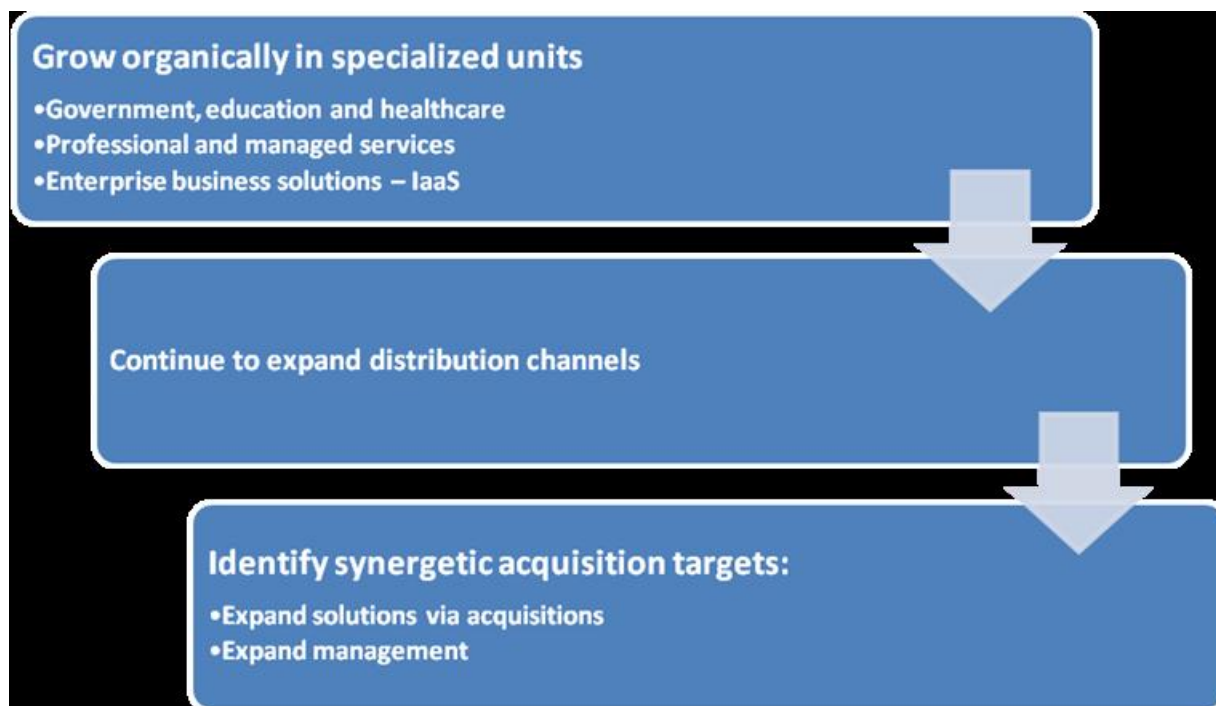 Grow organically in specialized units
•Government, education and healthcare
•Professional and managed services
•Enterprise business solutions – IaaS
Continue to expand distribution channels
Identify synergetic acquisition targets:
•Expand solutions via acquisitions
•Expand management